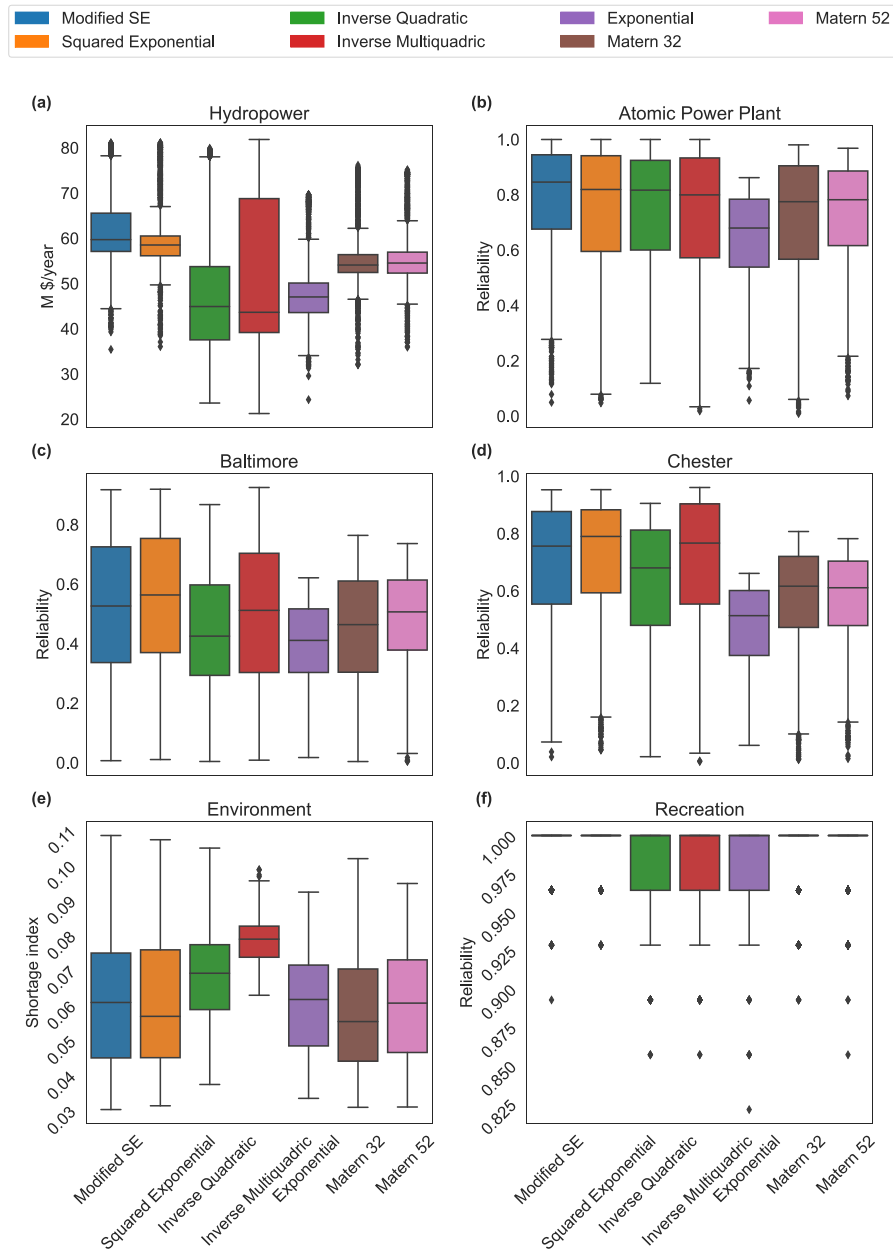 Modified SE
Squared Exponential
Inverse Quadratic
Inverse Multiquadric
Exponential
Matern 32
Matern 52
(a)
Hydropower
M $/year
80
70
60
50
40
30
20
(b)
Atomic Power Plant
Reliability
1.0
0.8
0.6
0.4
0.2
0.0
(c)
Baltimore
Reliability
0.8
0.6
0.4
0.2
0.0
(d)
Chester
Reliability
1.0
0.8
0.6
0.4
0.2
0.0
(e)
Environment
Shortage index
0.11
0.10
0.09
0.08
0.07
0.06
0.05
0.04
0.03
Modified SE
Squared Exponential
Inverse Quadratic
Inverse Multiquadric
Exponential
Matern 32
Matern 52
(f)
Recreation
Reliability
1.000
0.975
0.950
0.925
0.900
0.875
0.850
0.825
Modified SE
Squared Exponential
Inverse Quadratic
Inverse Multiquadric
Exponential
Matern 32
Matern 52